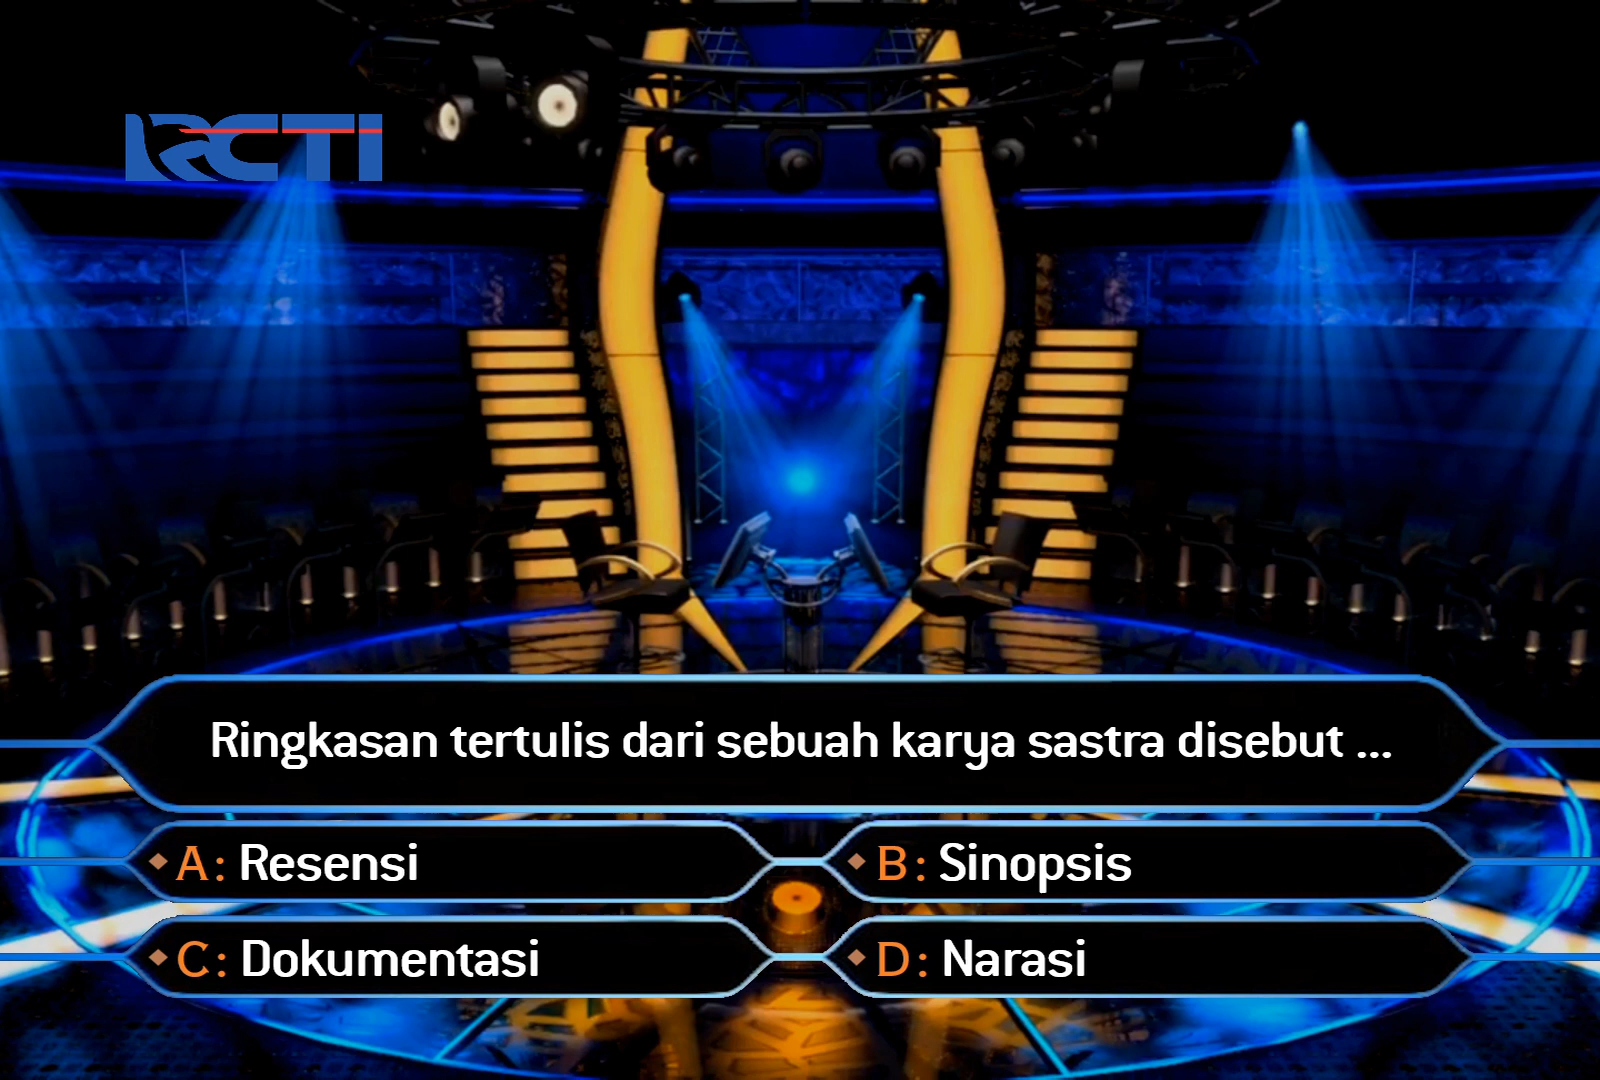 RCTI
Ringkasan tertulis dari sebuah karya sastra disebut ...
A: Resensi
B: Sinopsis
C: Dokumentasi
D: Narasi